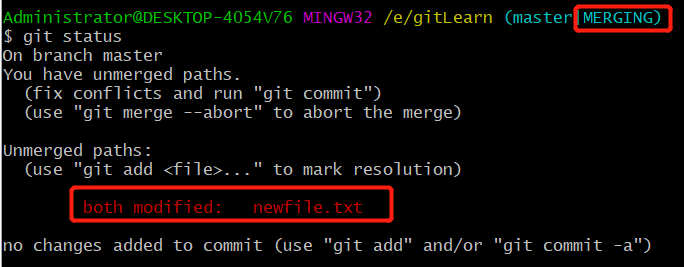 Administrator@DESKTOP-4O54V76 MINGW32 /e/gitLearn (master|MERGING)
$ git status
On branch master
You have unmerged paths.
  (fix conflicts and run "git commit")
  (use "git merge --abort" to abort the merge)

Unmerged paths:
  (use "git add <file>..." to mark resolution)

        both modified:   newfile.txt

no changes added to commit (use "git add" and/or "git commit -a")